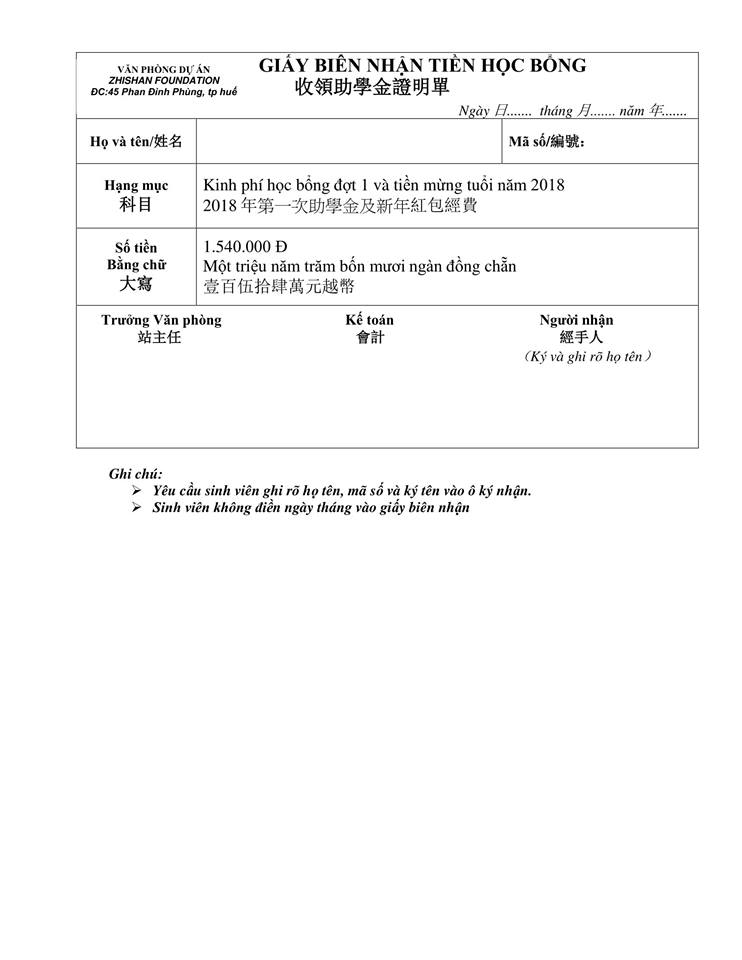 VĂN PHÒNG DỰ ÁN
ZHISHAN FOUNDATION
ĐC:45 Phan Đình Phùng, tp huế
GIẤY BIÊN NHẬN TIỀN HỌC BỔNG
收領助學金證明單
Ngày 日....... tháng 月....... năm 年.......
Họ và tên/姓名
Mã số/編號：
Hạng mục
科目
Kinh phí học bổng đợt 1 và tiền mừng tuổi năm 2018
2018 年第一次助學金及新年紅包經費
Số tiền
Bằng chữ
大寫
1.540.000 Đ
Một triệu năm trăm bốn mươi ngàn đồng chẵn
壹百伍拾肆萬元越幣
Trưởng Văn phòng
站主任
Kế toán
會計
Người nhận
經手人
（Ký và ghi rõ họ tên）
Ghi chú:
➢ Yêu cầu sinh viên ghi rõ họ tên, mã số và ký tên vào ô ký nhận.
➢ Sinh viên không điền ngày tháng vào giấy biên nhận